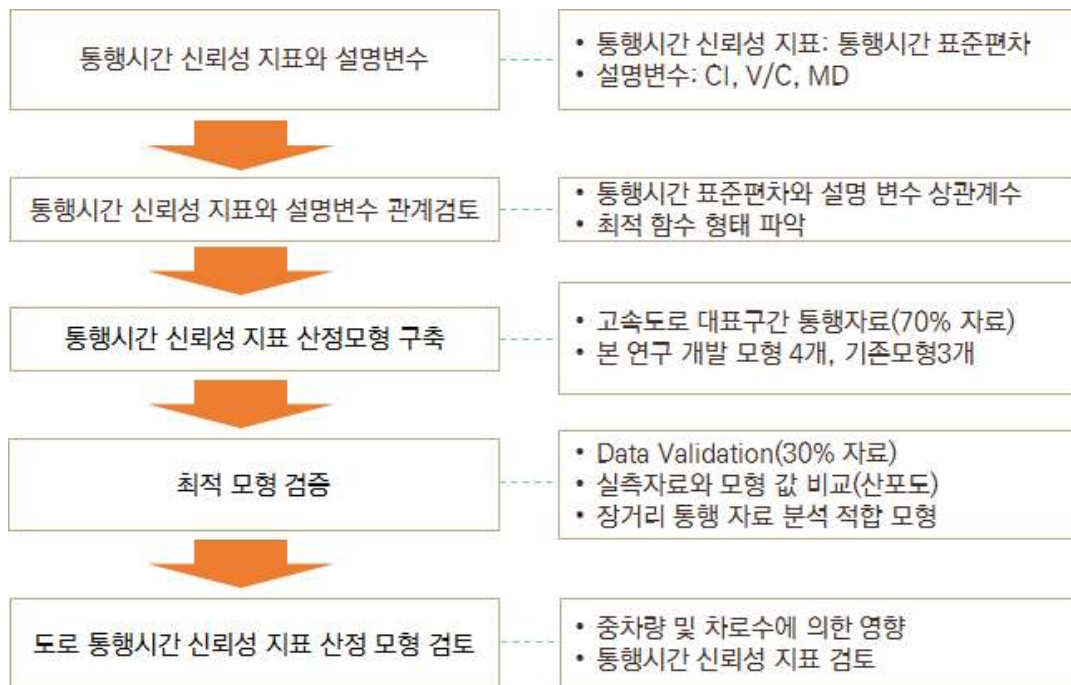 통행시간 신뢰성 지표와 설명변수
• 통행시간 신뢰성 지표: 통행시간 표준편차
• 설명변수: CI, V/C, MD
통행시간 신뢰성 지표와 설명변수 관계검토
• 통행시간 표준편차와 설명 변수 상관계수
• 최적 함수 형태 파악
통행시간 신뢰성 지표 산정모형 구축
• 고속도로 대표구간 통행자료(70% 자료)
• 본 연구 개발 모형 4개, 기존모형3개
최적 모형 검증
• Data Validation(30% 자료)
• 실측자료와 모형 값 비교(산포도)
• 장거리 통행 자료 분석 적합 모형
도로 통행시간 신뢰성 지표 산정 모형 검토
• 중차량 및 차로수에 의한 영향
• 통행시간 신뢰성 지표 검토